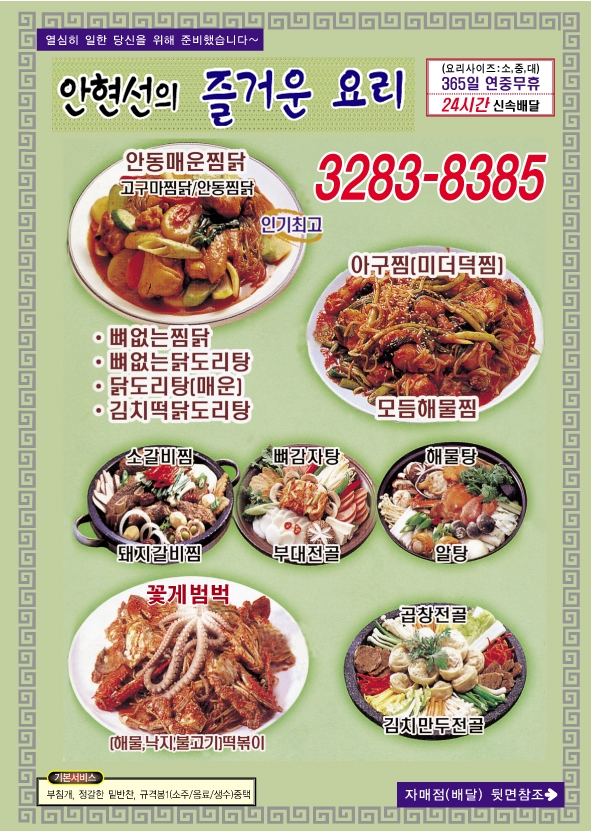 열심히 일한 당신을 위해 준비했습니다~
안현선의 즐거운 요리
(요리사이즈:소,중,대)
365일 연중무휴
24시간 신속배달
3283-8385
안동매운찜닭
고구마찜닭/안동찜닭
인기최고
아구찜(미더덕찜)
모듬해물찜
· 뼈없는찜닭
· 뼈없는닭도리탕
· 닭도리탕(매운)
· 김치떡닭도리탕
소갈비찜
돼지갈비찜
뼈감자탕
부대전골
해물탕
알탕
꽃게범벅
(해물,낙지,불고기)떡볶이
곱창전골
김치만두전골
기본서비스
부침개, 정갈한 밑반찬, 규격봉1(소주/음료/생수)중택
자매점(배달) 뒷면참조